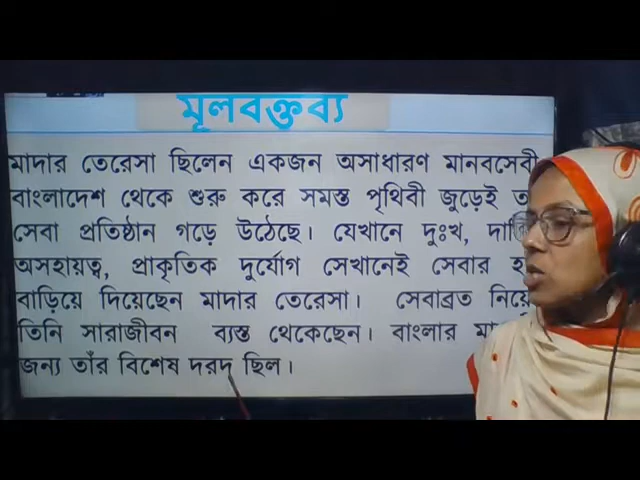 মূলবক্তব্য
মাদার তেরেসা ছিলেন একজন অসাধারণ মানবসেবী
বাংলাদেশ থেকে শুরু করে সমস্ত পৃথিবী জুড়েই
সেবা প্রতিষ্ঠান গড়ে উঠেছে। যেখানে দুঃখ,
অসহায়ত্ব, প্রাকৃতিক দুর্যোগ সেখানেই সেবার
বাড়িয়ে দিয়েছেন মাদার তেরেসা। সেবাব্রত
তিনি সারাজীবন ব্যস্ত থেকেছেন। বাংলার
জন্য তাঁর বিশেষ দরদ ছিল।